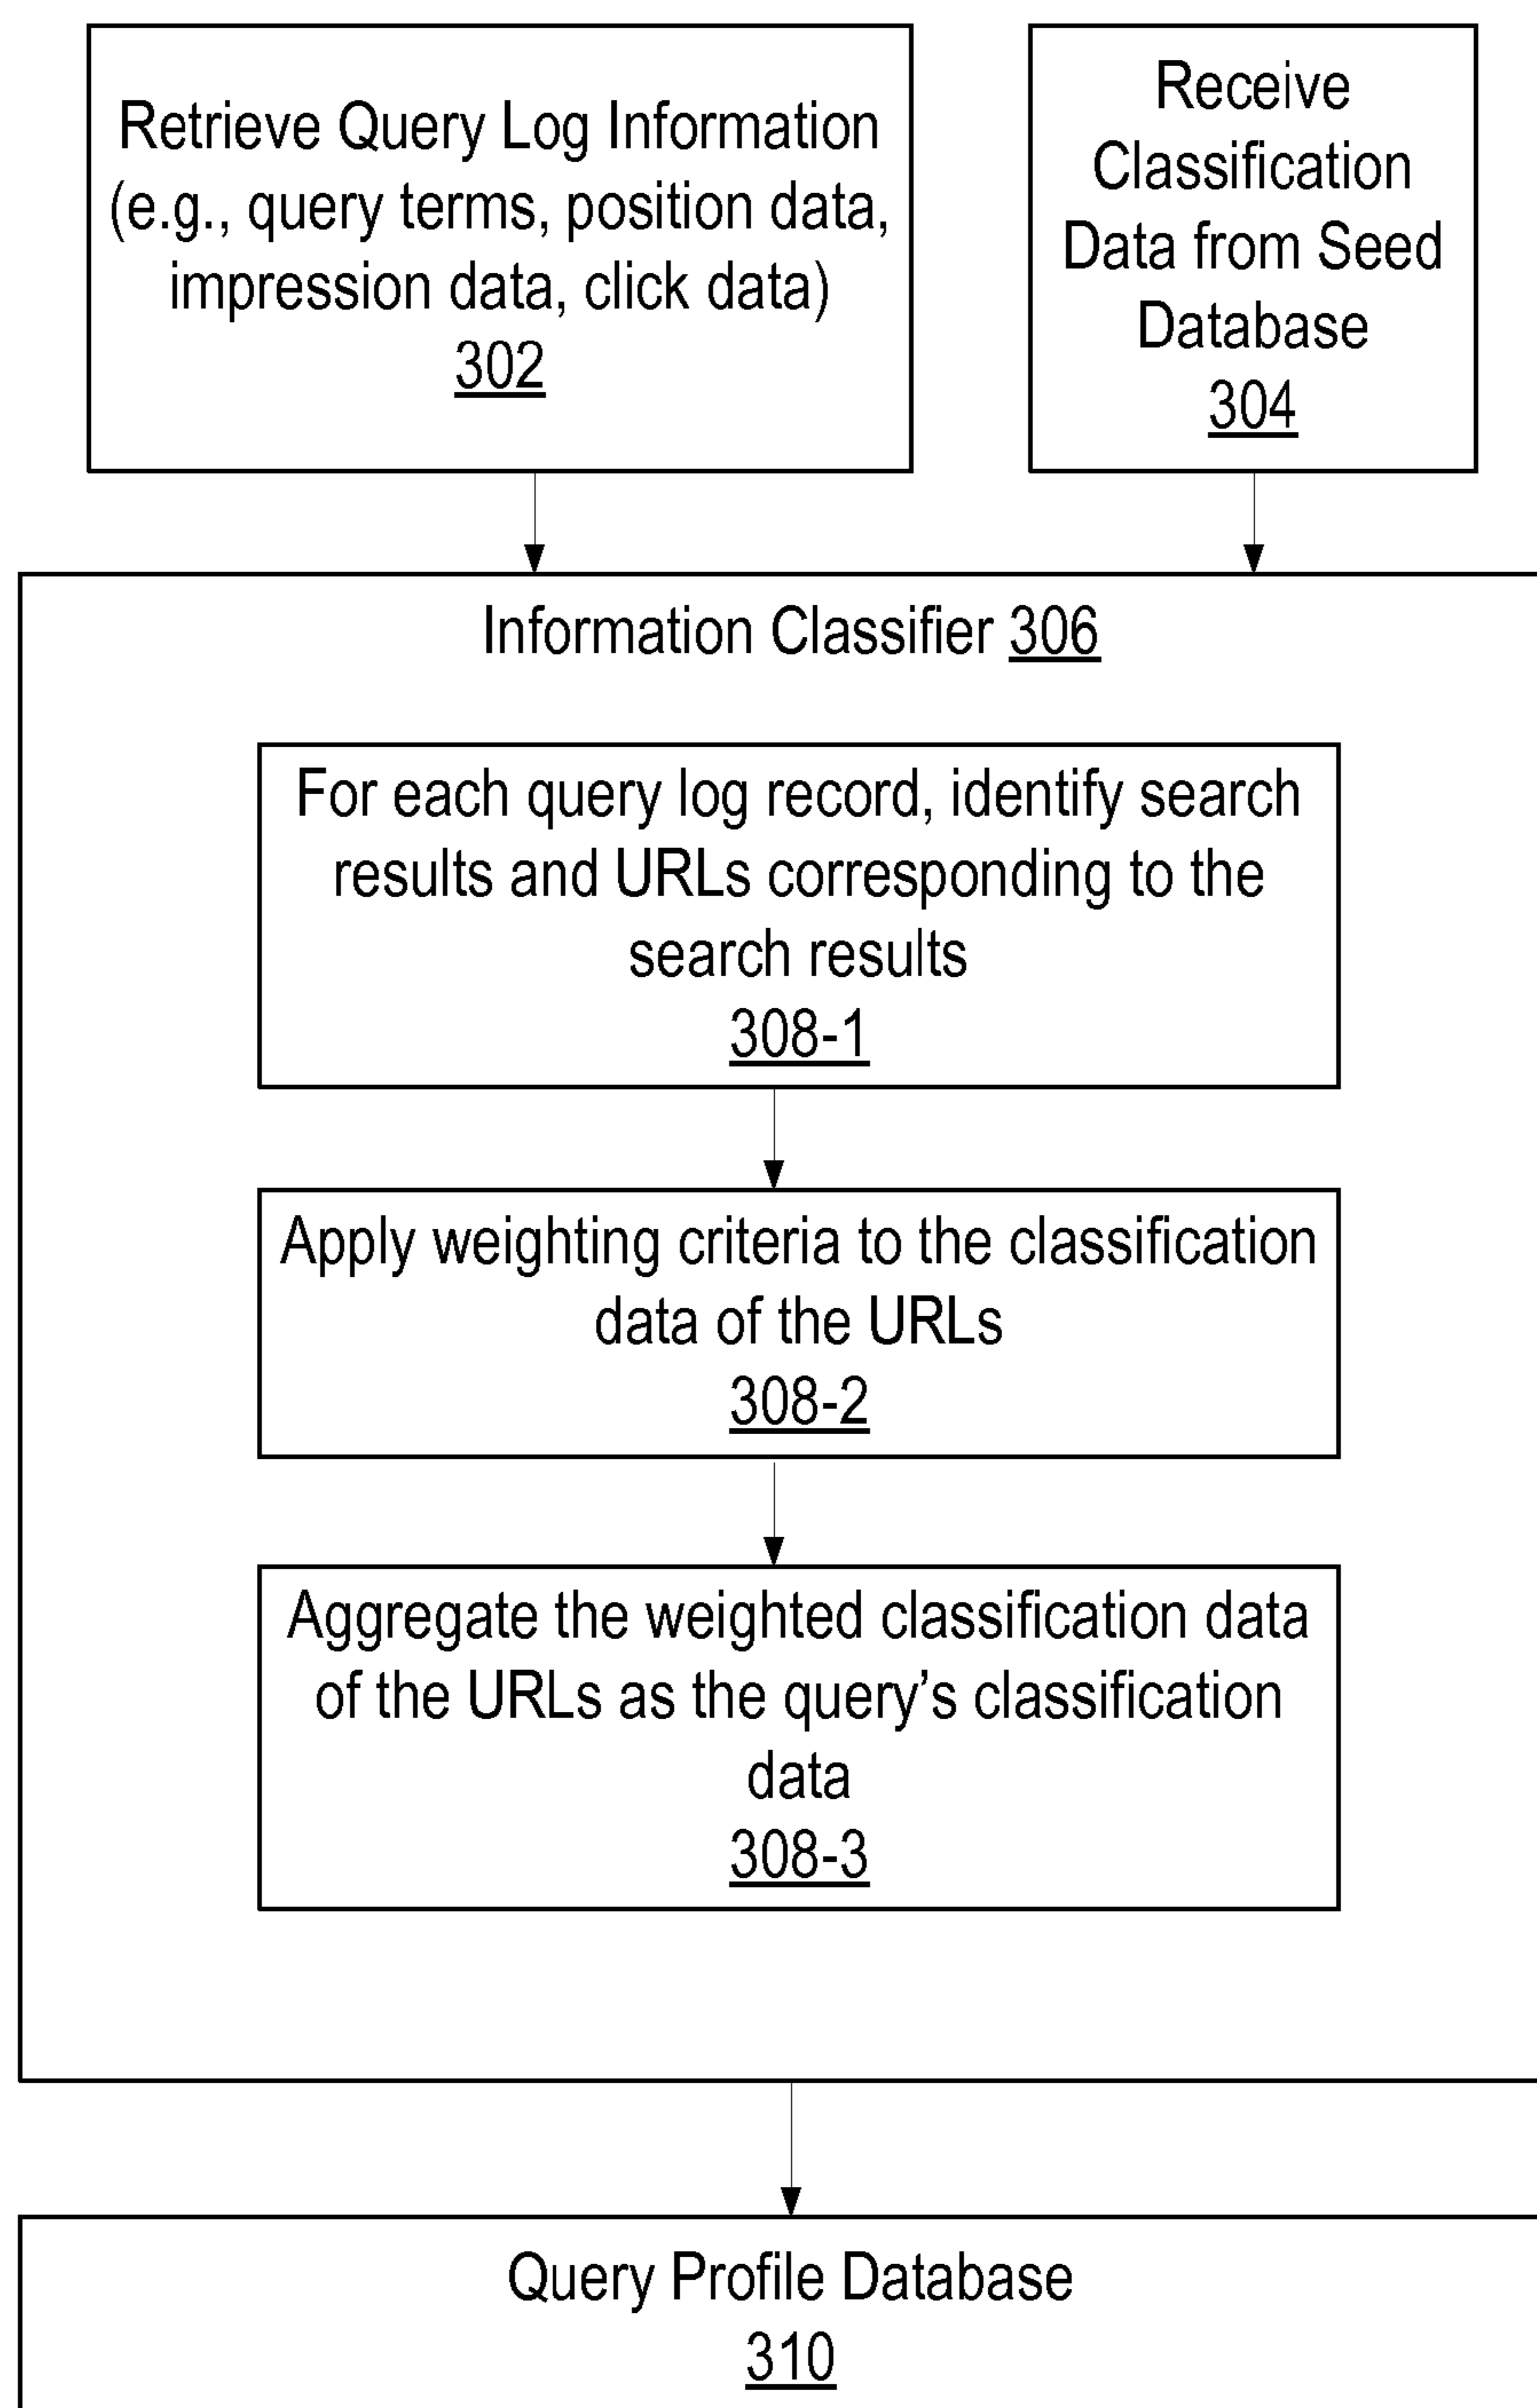 Retrieve Query Log Information
(e.g., query terms, position data,
impression data, click data)
302
Receive
Classification
Data from Seed
Database
304
Information Classifier 306
For each query log record, identify search
results and URLs corresponding to the
search results
308-1
Apply weighting criteria to the classification
data of the URLs
308-2
Aggregate the weighted classification data
of the URLs as the query's classification
data
308-3
Query Profile Database
310